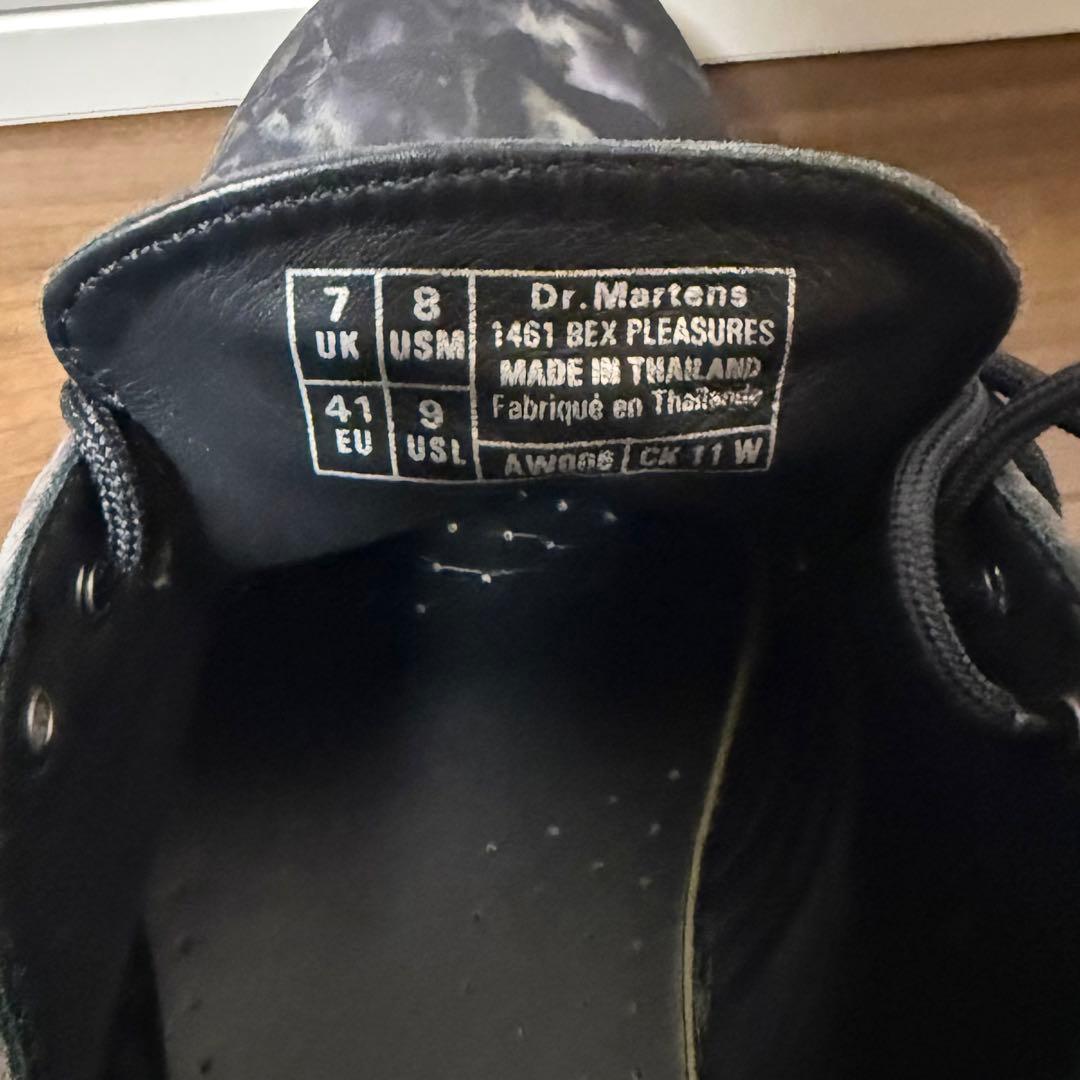 7
UK
8
USM
41
EU
9
USL
Dr.Martens
1461 BEX PLEASURES
MADE IN THAILAND
Fabriqué en Thaïlande
AW006
CK 11 W